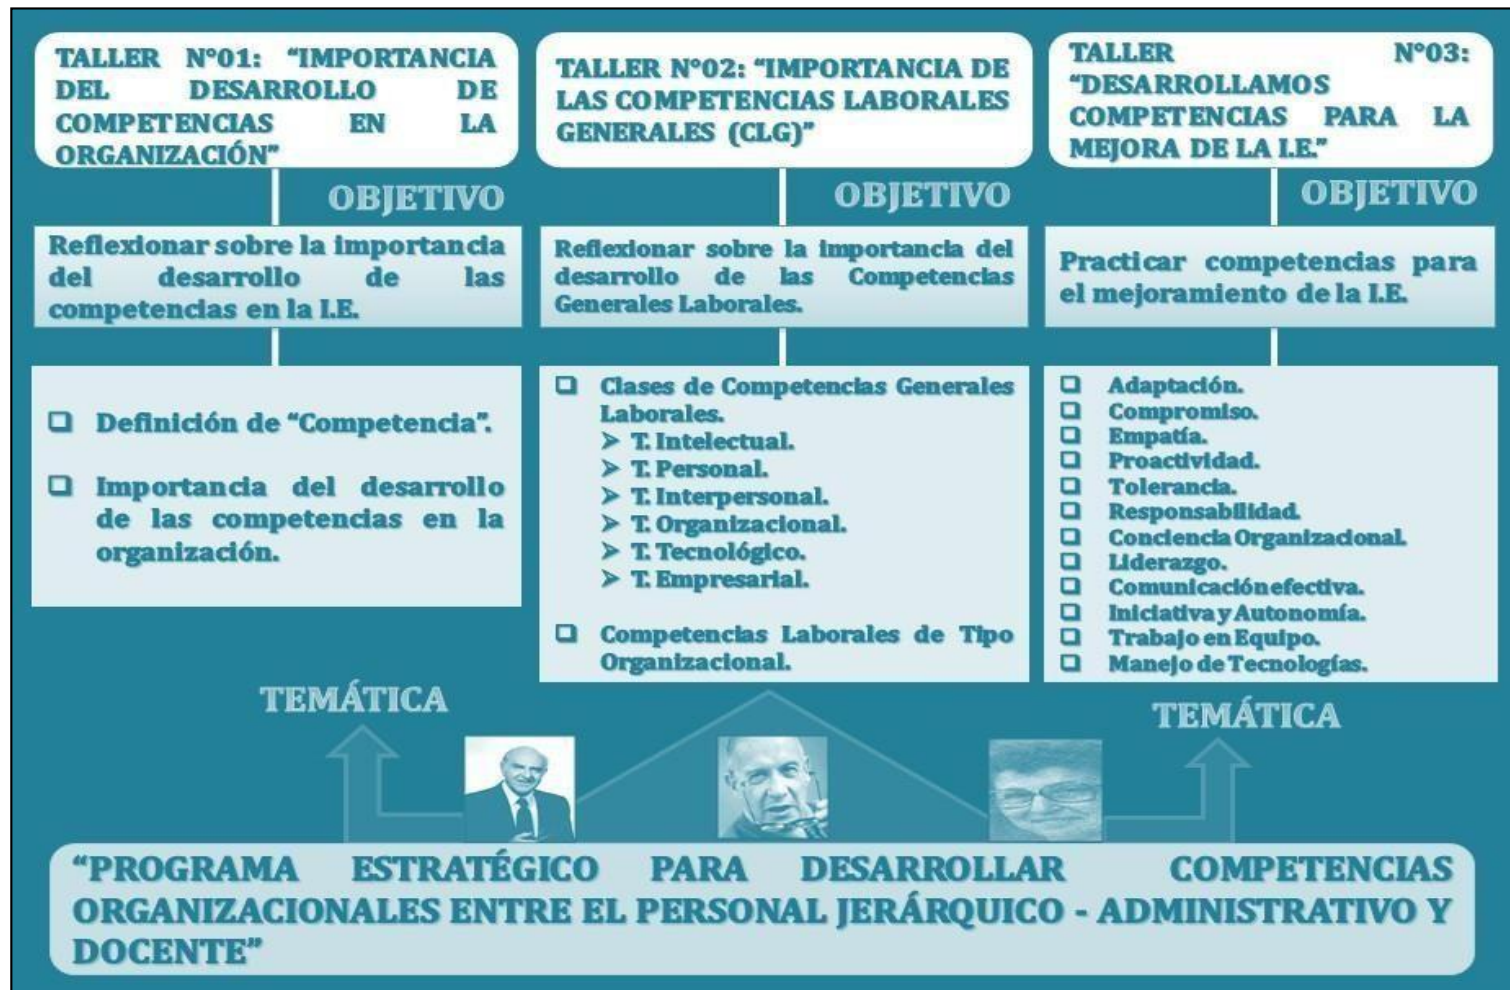 TALLER N°01: “IMPORTANCIA
DEL DESARROLLO DE
COMPETENCIAS EN LA
ORGANIZACIÓN”
OBJETIVO
Reflexionar sobre la importancia
del desarrollo de las
competencias en la I.E.
❑ Definición de “Competencia”.
❑ Importancia del desarrollo
de las competencias en la
organización.
TEMÁTICA
TALLER N°02: “IMPORTANCIA DE
LAS COMPETENCIAS LABORALES
GENERALES (CLG)”
OBJETIVO
Reflexionar sobre la importancia del
desarrollo de las Competencias
Generales Laborales.
❑ Clases de Competencias Generales
Laborales.
➢ T. Intelectual.
➢ T. Personal.
➢ T. Interpersonal.
➢ T. Organizacional.
➢ T. Tecnológico.
➢ T. Empresarial.
❑ Competencias Laborales de Tipo
Organizacional.
TALLER N°03:
“DESARROLLAMOS
COMPETENCIAS PARA LA
MEJORA DE LA I.E.”
OBJETIVO
Practicar competencias para
el mejoramiento de la I.E.
❑ Adaptación.
❑ Compromiso.
❑ Empatía.
❑ Proactividad.
❑ Tolerancia.
❑ Responsabilidad.
❑ Conciencia Organizacional.
❑ Liderazgo.
❑ Comunicación efectiva.
❑ Iniciativa y Autonomía.
❑ Trabajo en Equipo.
❑ Manejo de Tecnologías.
TEMÁTICA
“PROGRAMA ESTRATÉGICO PARA DESARROLLAR COMPETENCIAS
ORGANIZACIONALES ENTRE EL PERSONAL JERÁRQUICO - ADMINISTRATIVO Y
DOCENTE”